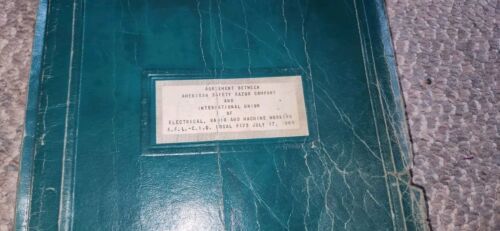 AGREEMENT BETWEEN
AMERICAN SAFETY RAZOR COMPANY
AND
INTERNATIONAL UNION
OF
ELECTRICAL, RADIO AND MACHINE WORKERS
A.F.L.-C.I.O. LOCAL JULY 17,